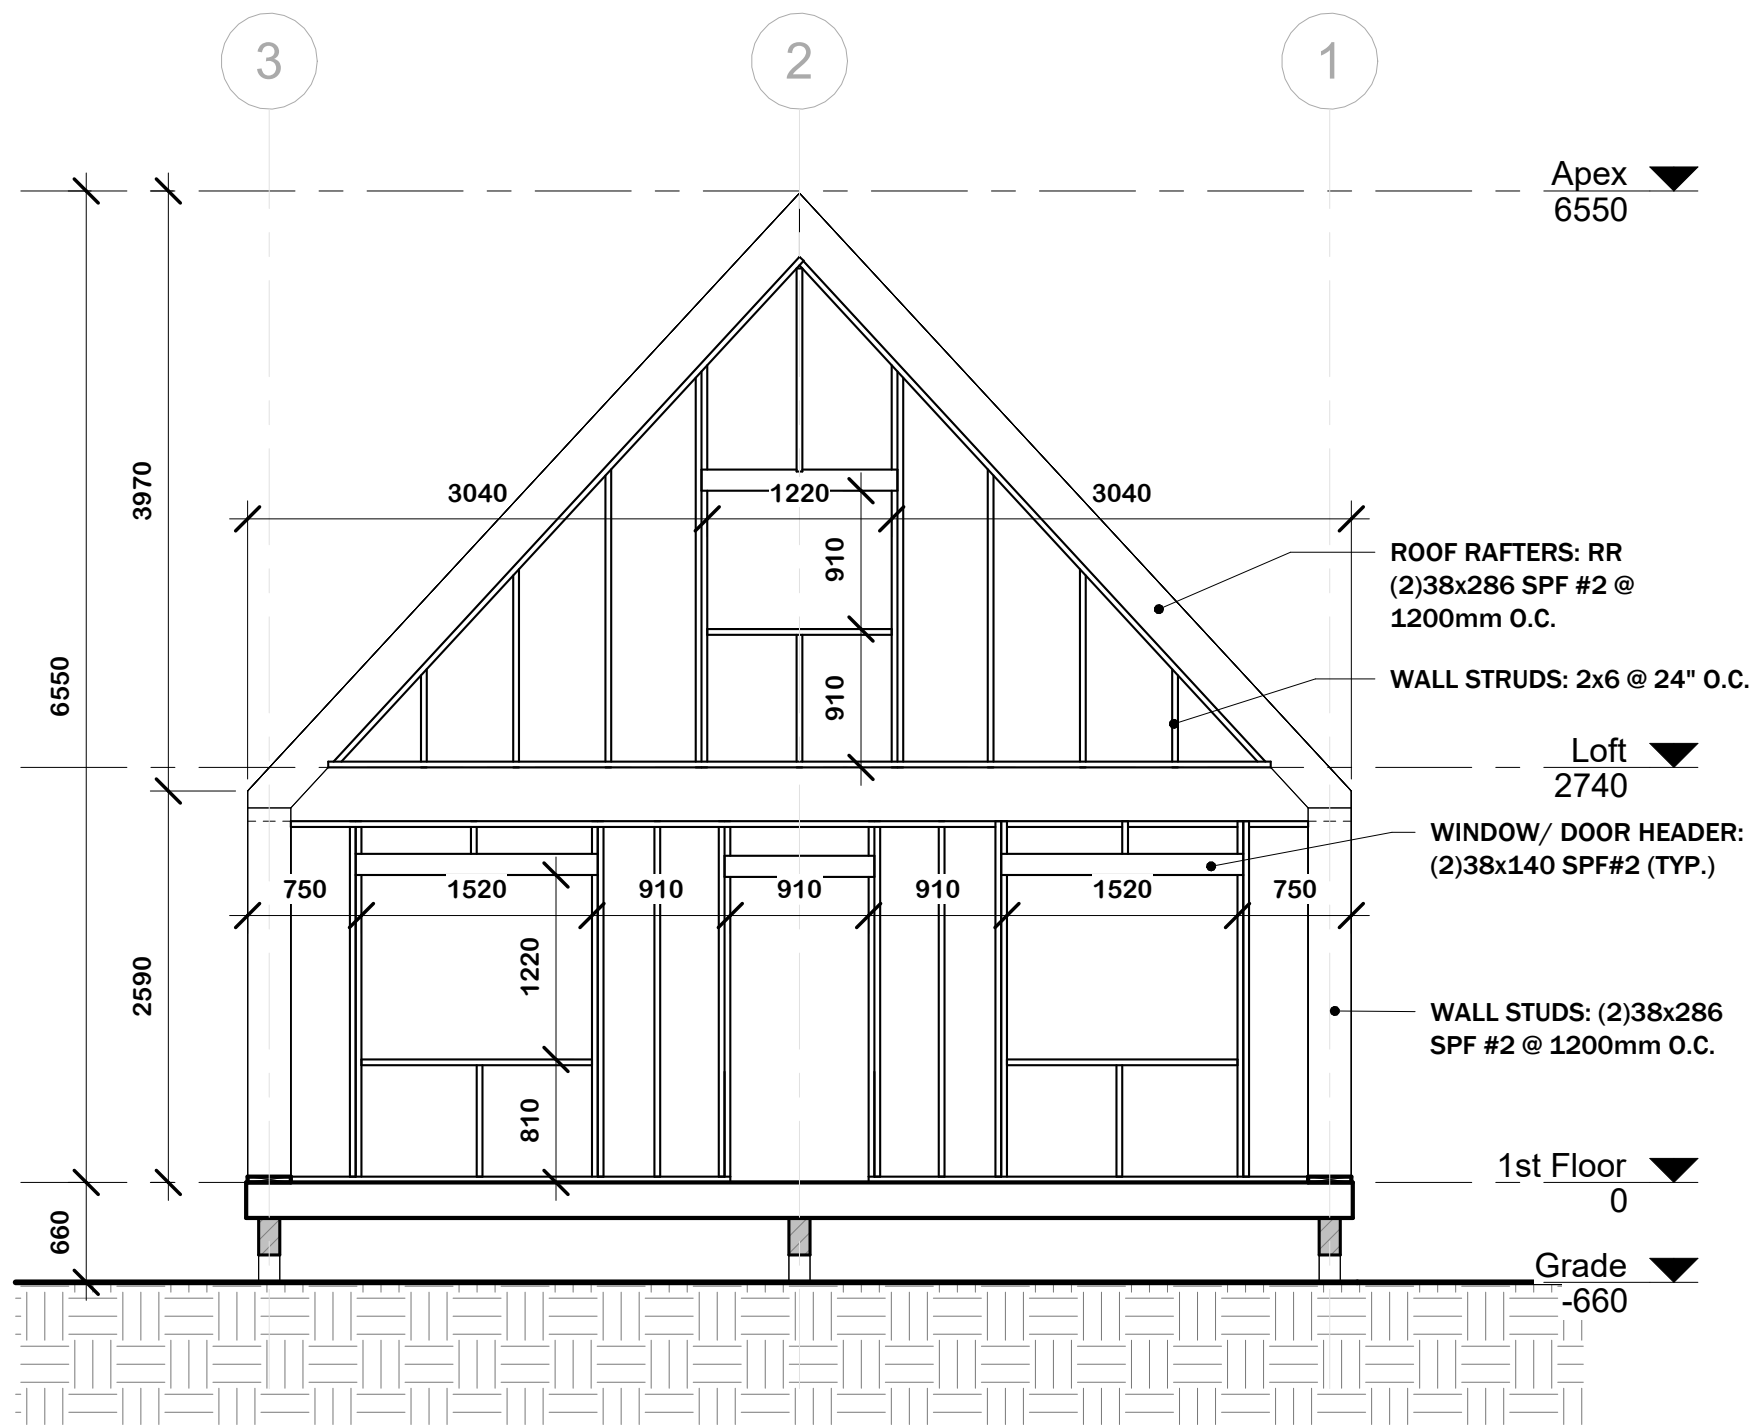 3
2
1
Apex
6550
3970
3040
1220
3040
910
ROOF RAFTERS: RR
(2)38x286 SPF #2 @
1200mm O.C.
6550
910
WALL STRUDS: 2x6 @ 24" O.C.
Loft
2740
WINDOW/ DOOR HEADER:
(2)38x140 SPF#2 (TYP.)
750
1520
910
910
910
1520
750
2590
1220
WALL STUDS: (2)38x286
SPF #2 @ 1200mm O.C.
810
1st Floor
0
660
Grade
-660